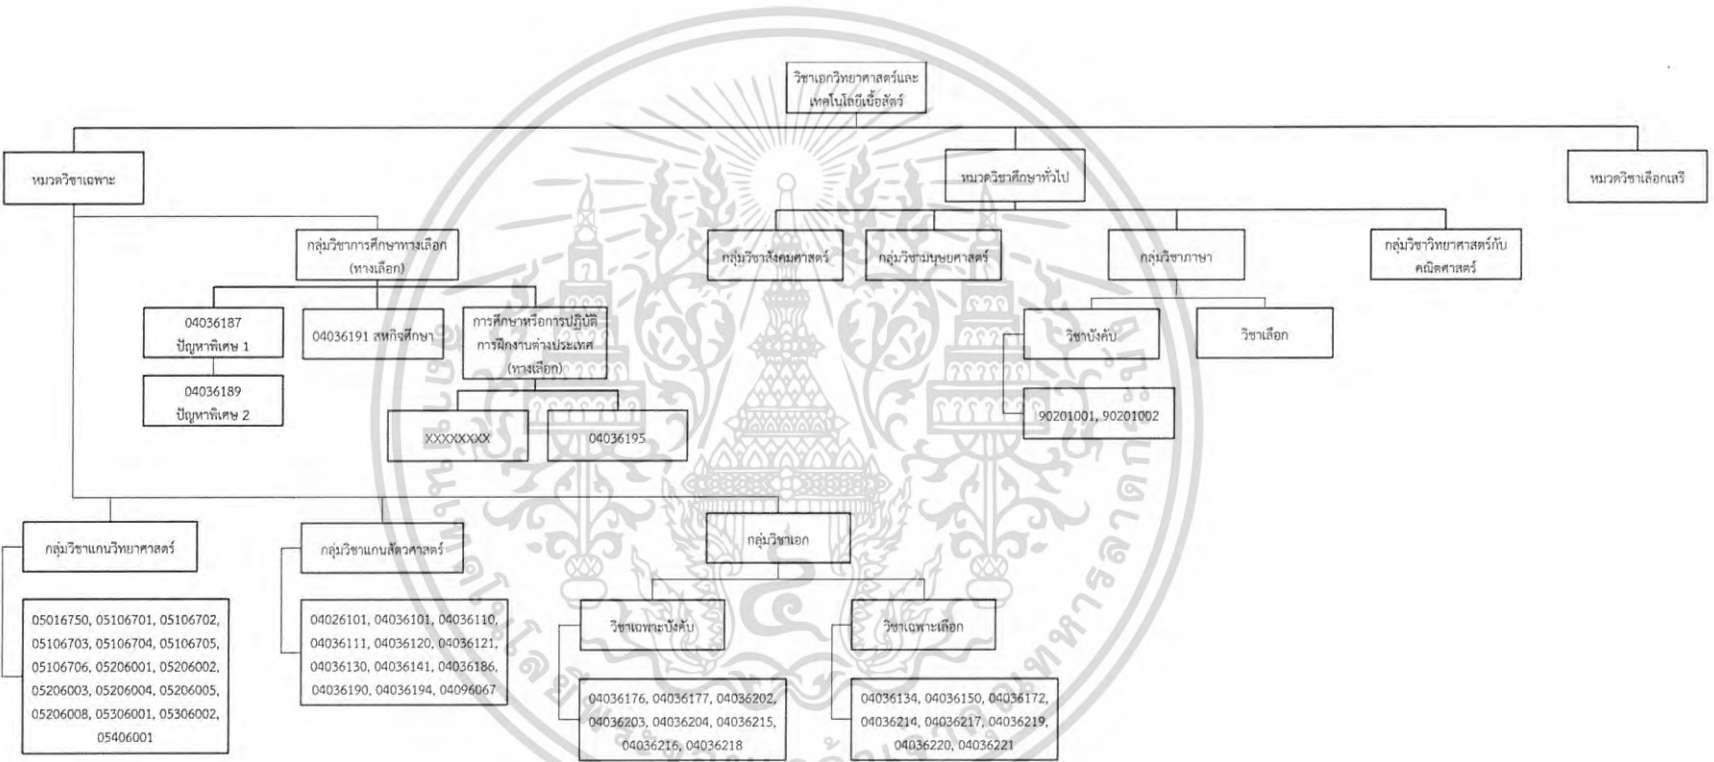 วิชาเอกวิทยาศาสตร์และ
เทคโนโลยีเนื้อสัตว์
หมวดวิชาเฉพาะ
หมวดวิชาศึกษาทั่วไป
หมวดวิชาเลือกเสรี
กลุ่มวิชาการศึกษาทางเลือก
(ทางเลือก)
กลุ่มวิชาสังคมศาสตร์
กลุ่มวิชามนุษยศาสตร์
กลุ่มวิชาภาษา
กลุ่มวิชาวิทยาศาสตร์กับ
คณิตศาสตร์
04036187
ปัญหาพิเศษ 1
04036191 สหกิจศึกษา
การศึกษาหรือการปฏิบัติ
การฝึกงานต่างประเทศ
(ทางเลือก)
วิชาบังคับ
วิชาเลือก
04036189
ปัญหาพิเศษ 2
XXXXXXXX
04036195
90201001, 90201002
กลุ่มวิชาแกนวิทยาศาสตร์
กลุ่มวิชาแกนสัตวศาสตร์
กลุ่มวิชาเอก
05016750, 05106701, 05106702,
05106703, 05106704, 05106705,
05106706, 05206001, 05206002,
05206003, 05206004, 05206005,
05206008, 05306001, 05306002,
05406001
04026101, 04036101, 04036110,
04036111, 04036120, 04036121,
04036130, 04036141, 04036186,
04036190, 04036194, 04096067
วิชาเฉพาะบังคับ
วิชาเฉพาะเลือก
04036176, 04036177, 04036202,
04036203, 04036204, 04036215,
04036216, 04036218
04036134, 04036150, 04036172,
04036214, 04036217, 04036219,
04036220, 04036221